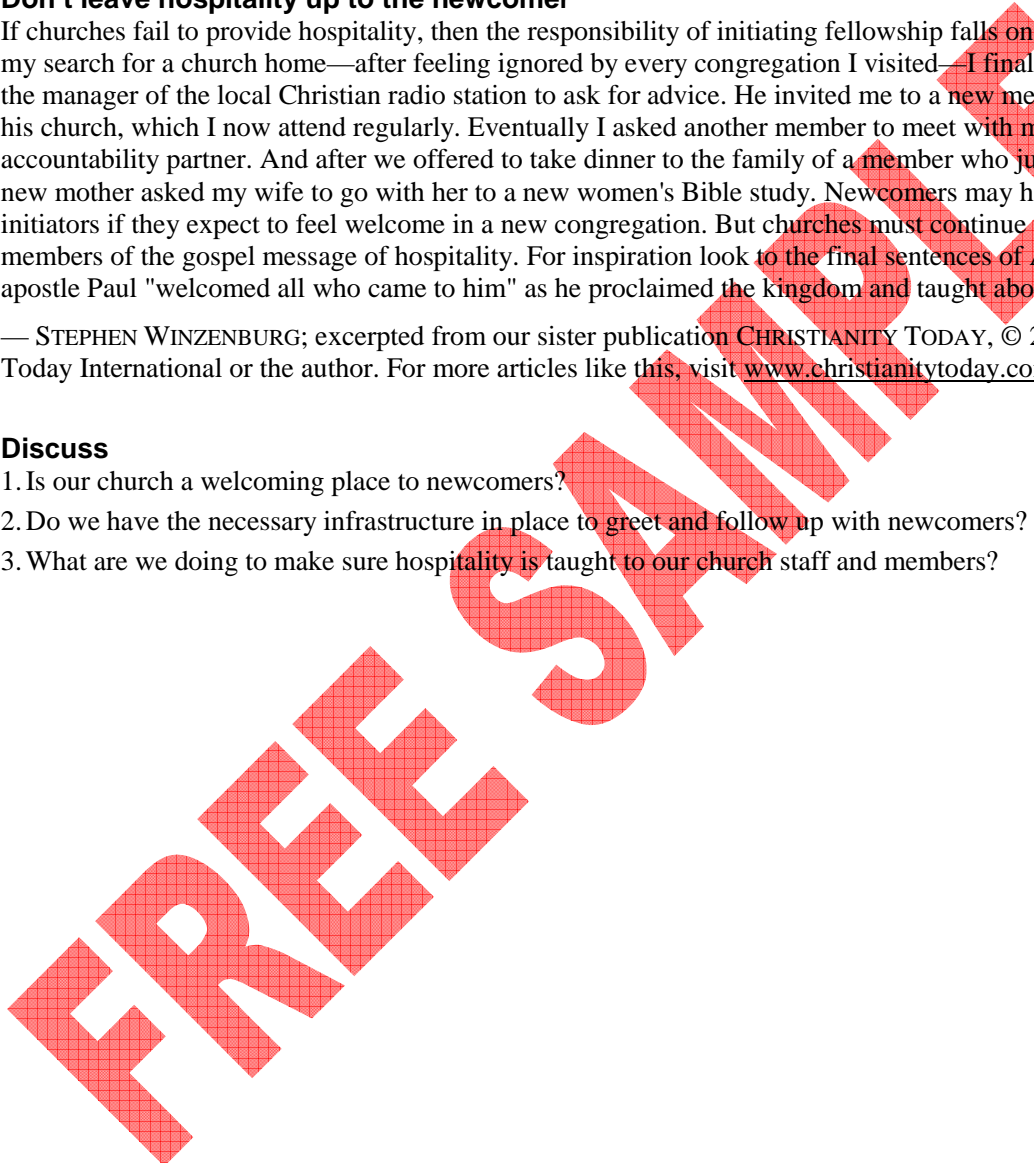 Don't leave hospitality up to the newcomer
If churches fail to provide hospitality, then the responsibility of initiating fellowship falls on
my search for a church home—after feeling ignored by every congregation I visited—I final
the manager of the local Christian radio station to ask for advice. He invited me to a new me
his church, which I now attend regularly. Eventually I asked another member to meet with m
accountability partner. And after we offered to take dinner to the family of a member who ju
new mother asked my wife to go with her to a new women's Bible study. Newcomers may h
initiators if they expect to feel welcome in a new congregation. But churches must continue
members of the gospel message of hospitality. For inspiration look to the final sentences of
apostle Paul "welcomed all who came to him" as he proclaimed the kingdom and taught abo
— STEPHEN WINZENBURG; excerpted from our sister publication CHRISTIANITY TODAY, ©
Today International or the author. For more articles like this, visit www.christianitytoday.co
Discuss
1. Is our church a welcoming place to newcomers?
2. Do we have the necessary infrastructure in place to greet and follow up with newcomers?
3. What are we doing to make sure hospitality is taught to our church staff and members?
FREE SAMPLE